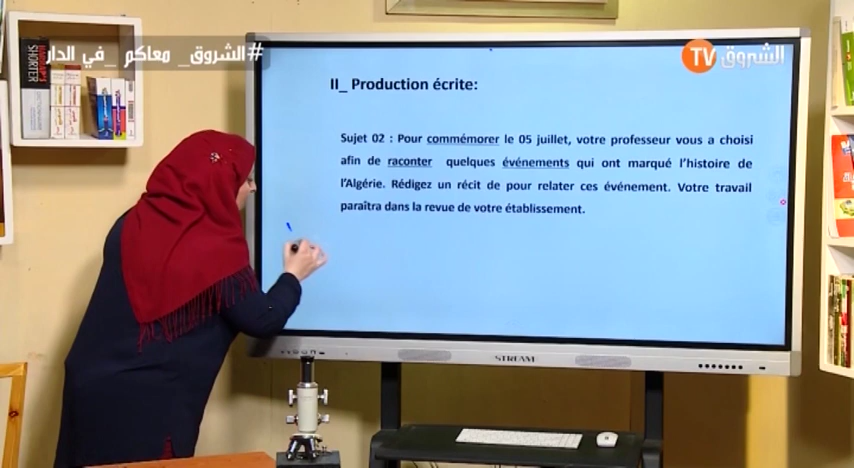 #الشروق_ معاكم _في الدار
الشروق TV
II_ Production écrite:
Sujet 02 : Pour commémorer le 05 juillet, votre professeur vous a choisi
afin de raconter quelques événements qui ont marqué l'histoire de
l'Algérie. Rédigez un récit de pour relater ces événement. Votre travail
paraîtra dans la revue de votre établissement.
STREAM
SHORTER